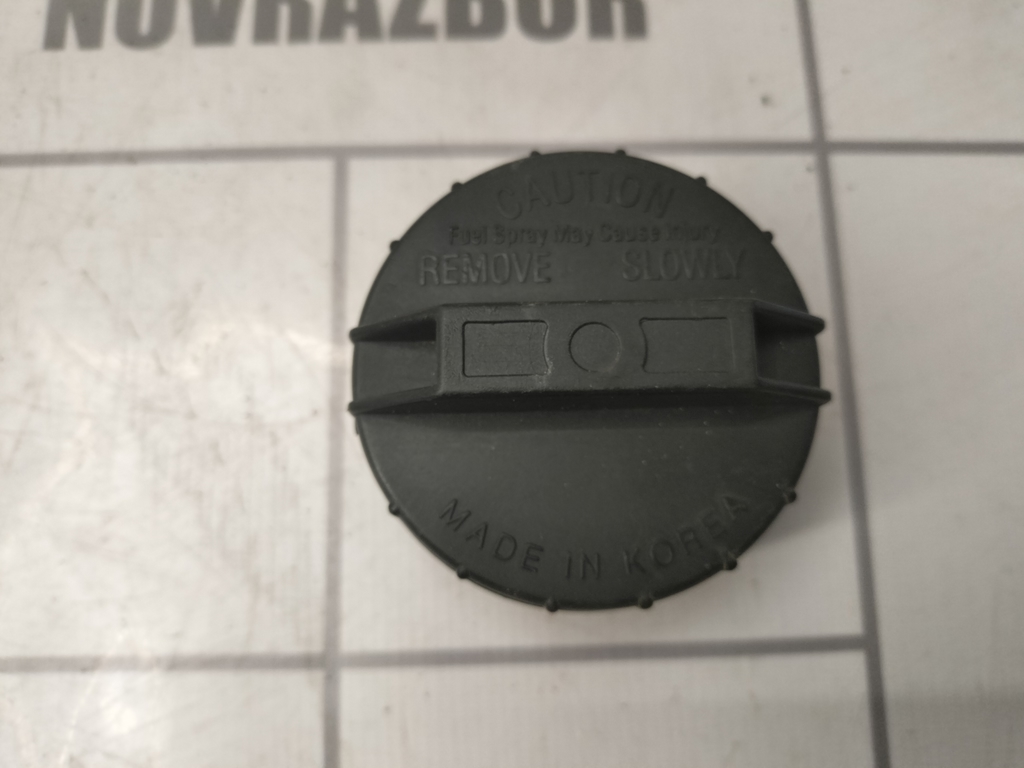 NOVRAZBOR
CAUTION
Fuel Spray May Cause Injury
REMOVE SLOWLY
MADE IN KOREA